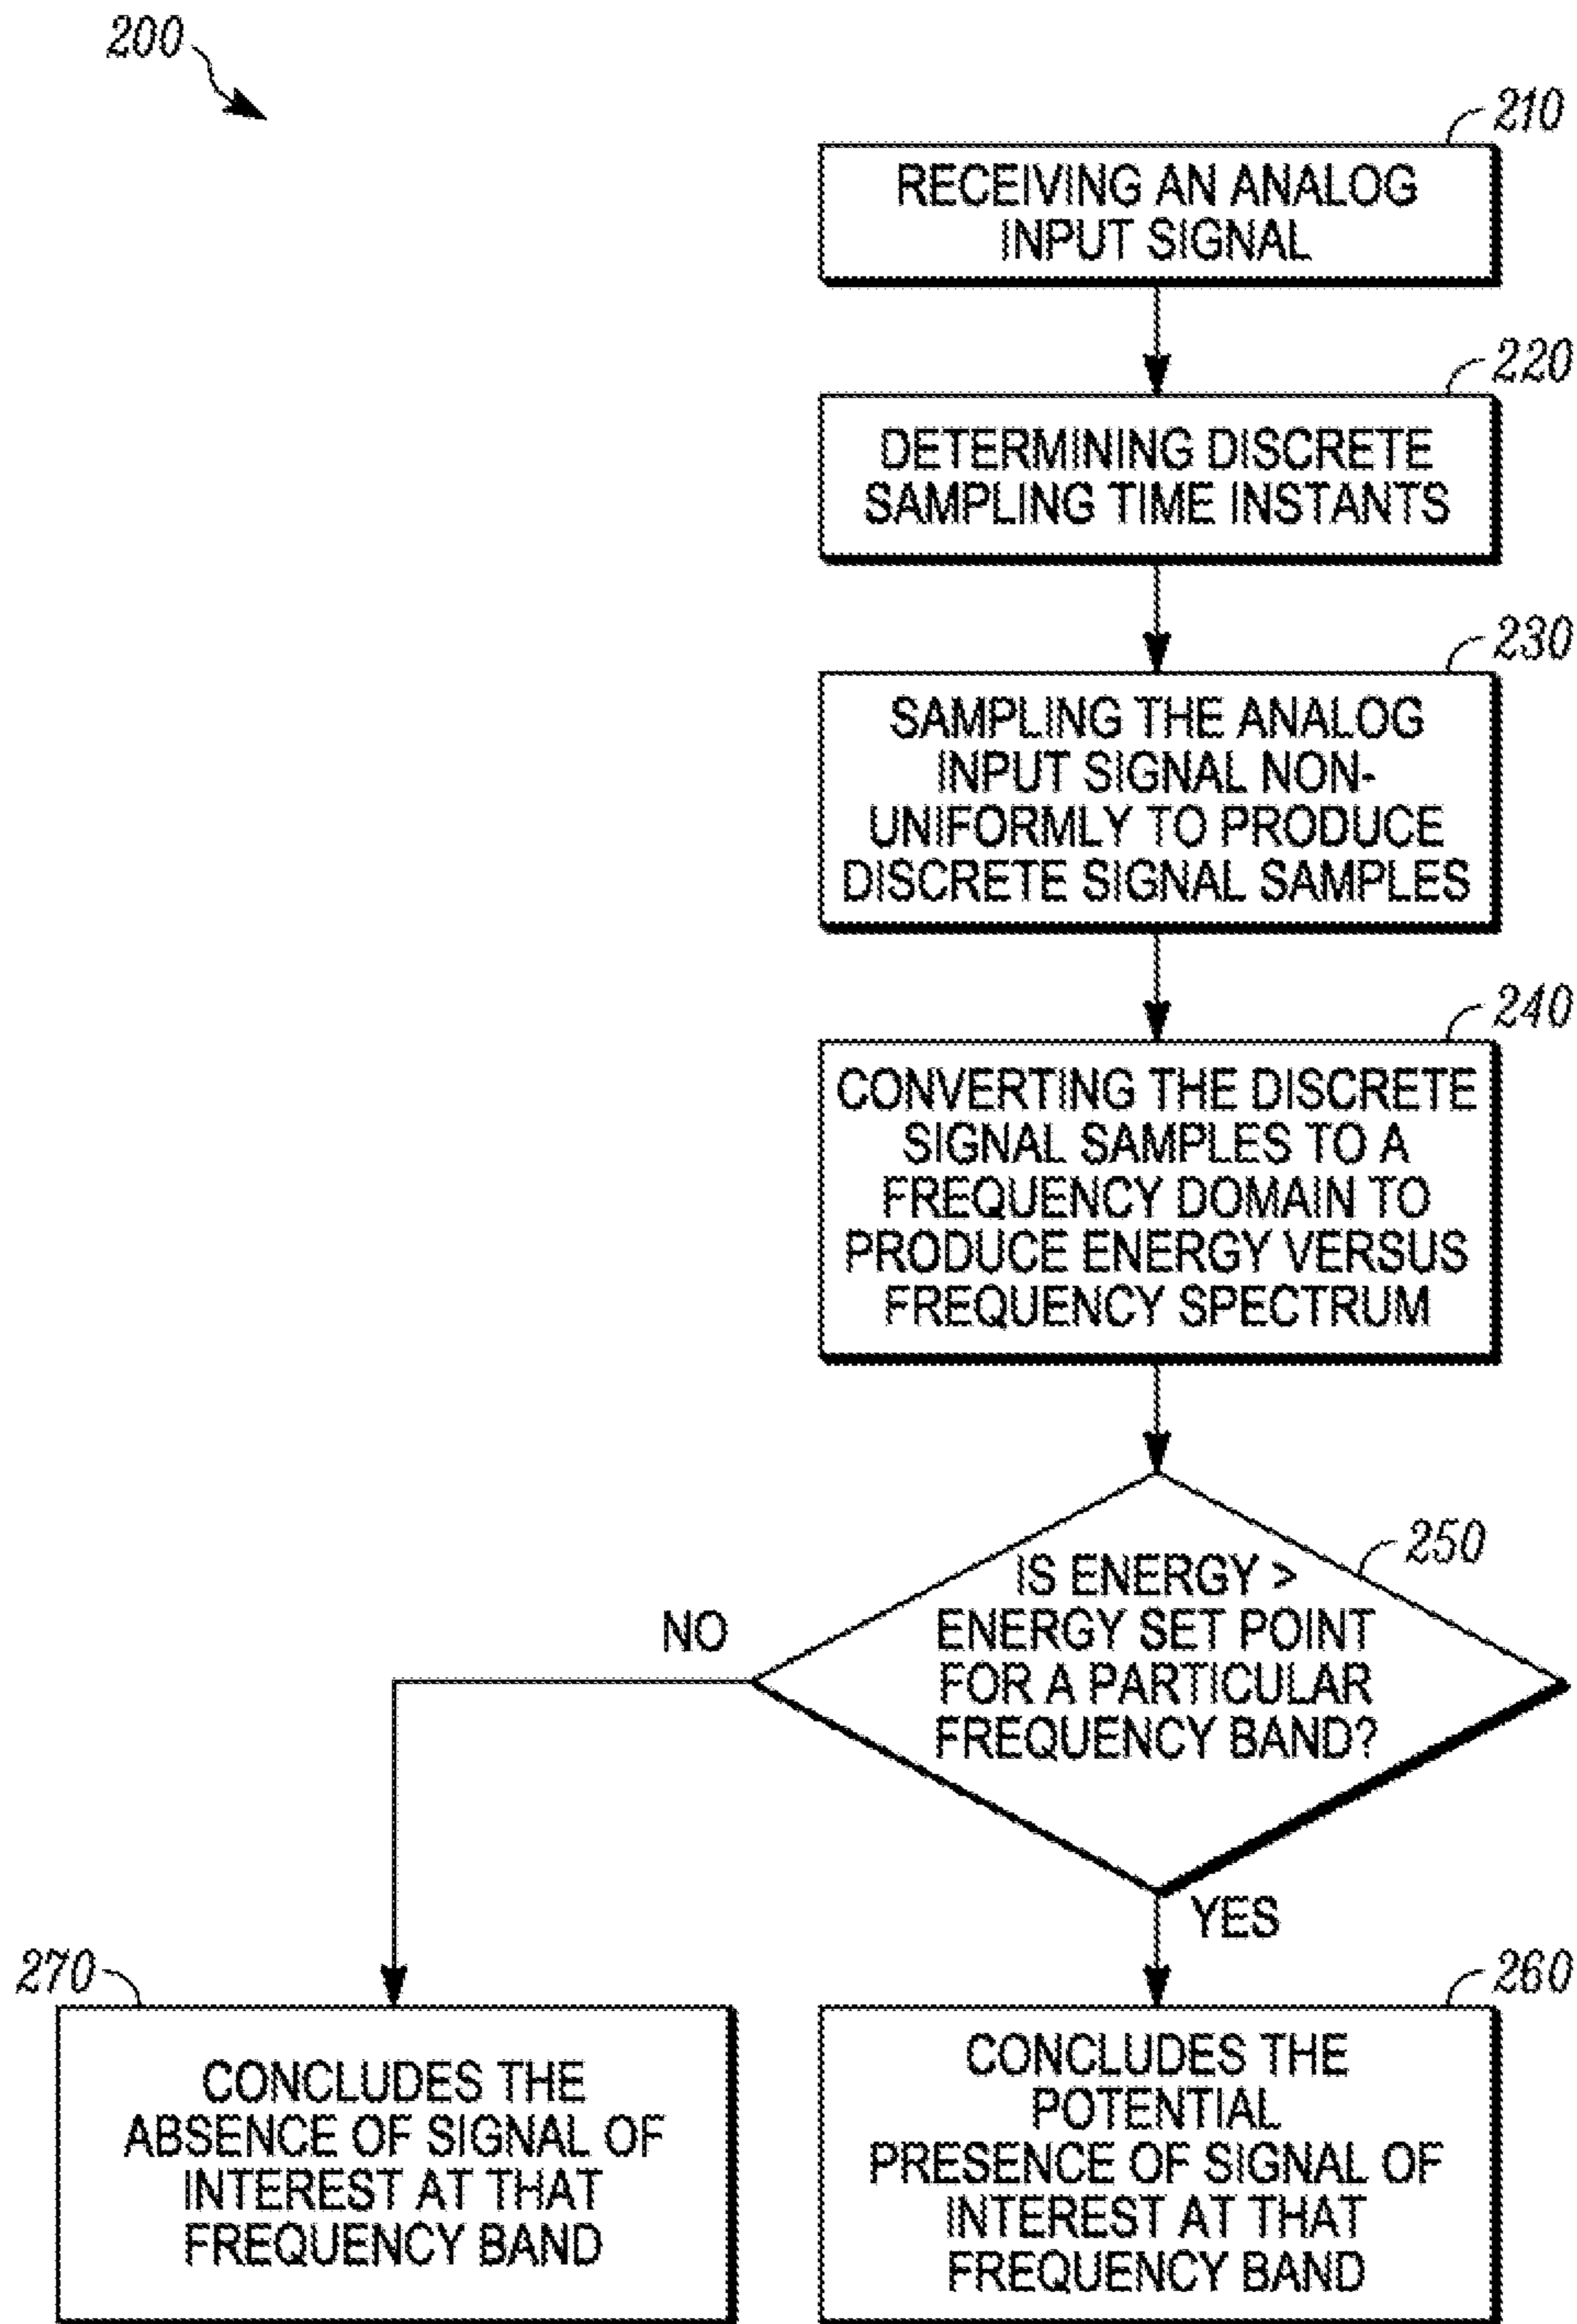 200
210
RECEIVING AN ANALOG
INPUT SIGNAL
220
DETERMINING DISCRETE
SAMPLING TIME INSTANTS
230
SAMPLING THE ANALOG
INPUT SIGNAL NON-
UNIFORMLY TO PRODUCE
DISCRETE SIGNAL SAMPLES
240
CONVERTING THE DISCRETE
SIGNAL SAMPLES TO A
FREQUENCY DOMAIN TO
PRODUCE ENERGY VERSUS
FREQUENCY SPECTRUM
250
IS ENERGY >
ENERGY SET POINT
FOR A PARTICULAR
FREQUENCY BAND?
NO
YES
270
CONCLUDES THE
ABSENCE OF SIGNAL OF
INTEREST AT THAT
FREQUENCY BAND
260
CONCLUDES THE
POTENTIAL
PRESENCE OF SIGNAL OF
INTEREST AT THAT
FREQUENCY BAND